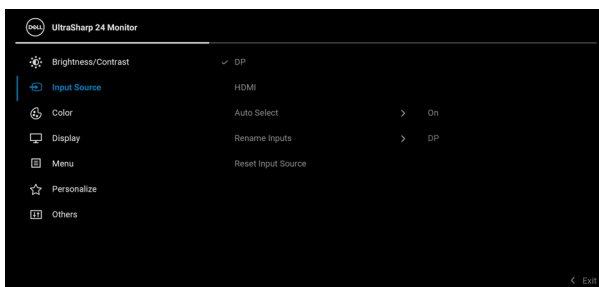 DELL UltraSharp 24 Monitor
Brightness/Contrast ✓ DP
Input Source HDMI
Color Auto Select > On
Display Rename Inputs > DP
Menu Reset Input Source
Personalize
Others
< Exit